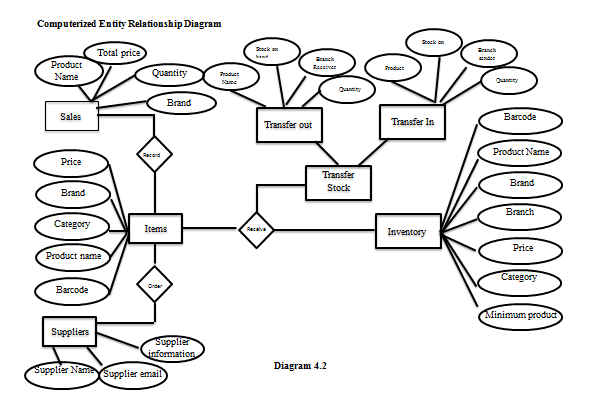 Computerized Entity Relationship Diagram
Total price
Product
Name
Quantity
Brand
Sales
Record
Stock on
hand
Product
Name
Branch
Receiver
Quantity
Transfer out
Stock on
Product
Branch
sender
Quantity
Transfer In
Transfer
Stock
Price
Brand
Category
Product name
Barcode
Items
Receive
Inventory
Barcode
Product Name
Brand
Branch
Price
Category
Minimum product
Order
Suppliers
Supplier
information
Supplier Name
Supplier email
Diagram 4.2